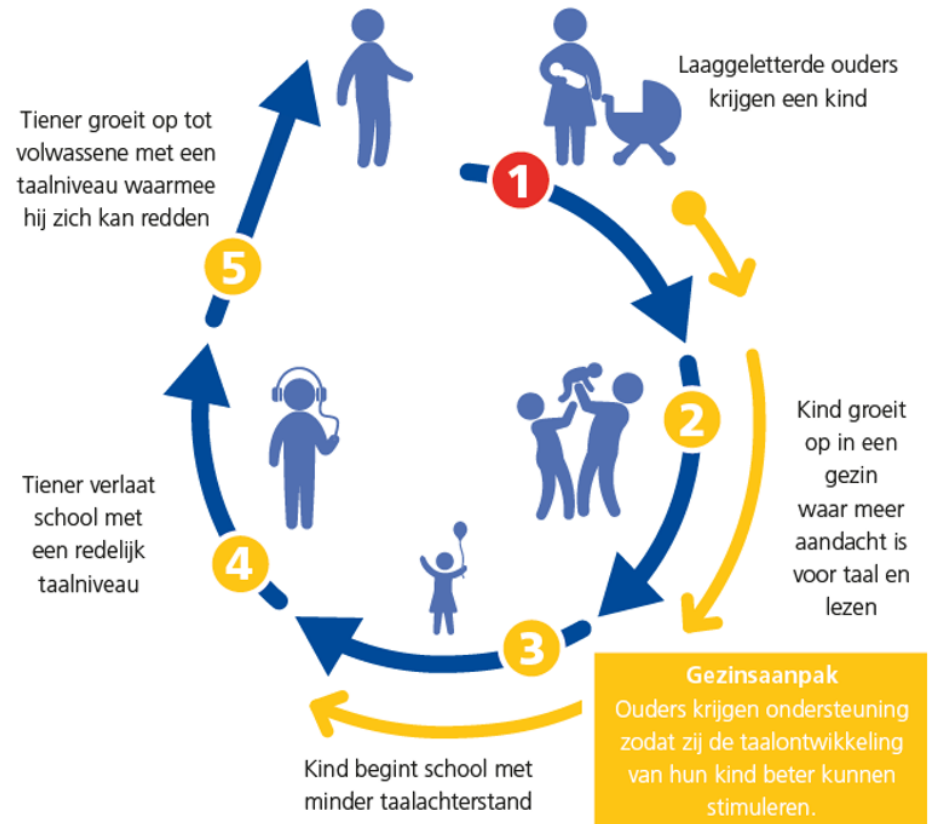 1
Laaggeletterde ouders
krijgen een kind
2
Kind groeit
op in een
gezin
waar meer
aandacht is
voor taal en
lezen
Gezinsaanpak
Ouders krijgen ondersteuning
zodat zij de taalontwikkeling
van hun kind beter kunnen
stimuleren.
3
Kind begint school met
minder taalachterstand
4
Tiener verlaat
school met
een redelijk
taalniveau
5
Tiener groeit op tot
volwassene met een
taalniveau waarmee
hij zich kan redden